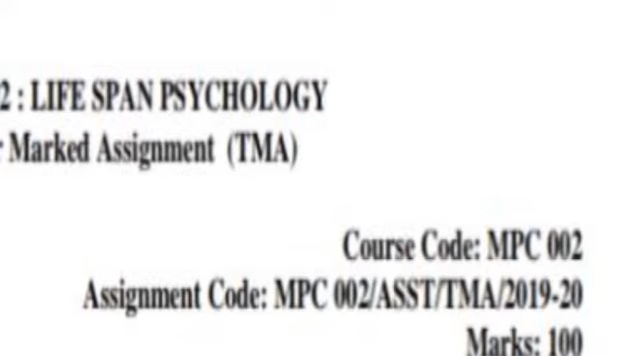 2 : LIFE SPAN PSYCHOLOGY
Marked Assignment (TMA)
Course Code: MPC 002
Assignment Code: MPC 002/ASST/TMA/2019-20
Marks: 100